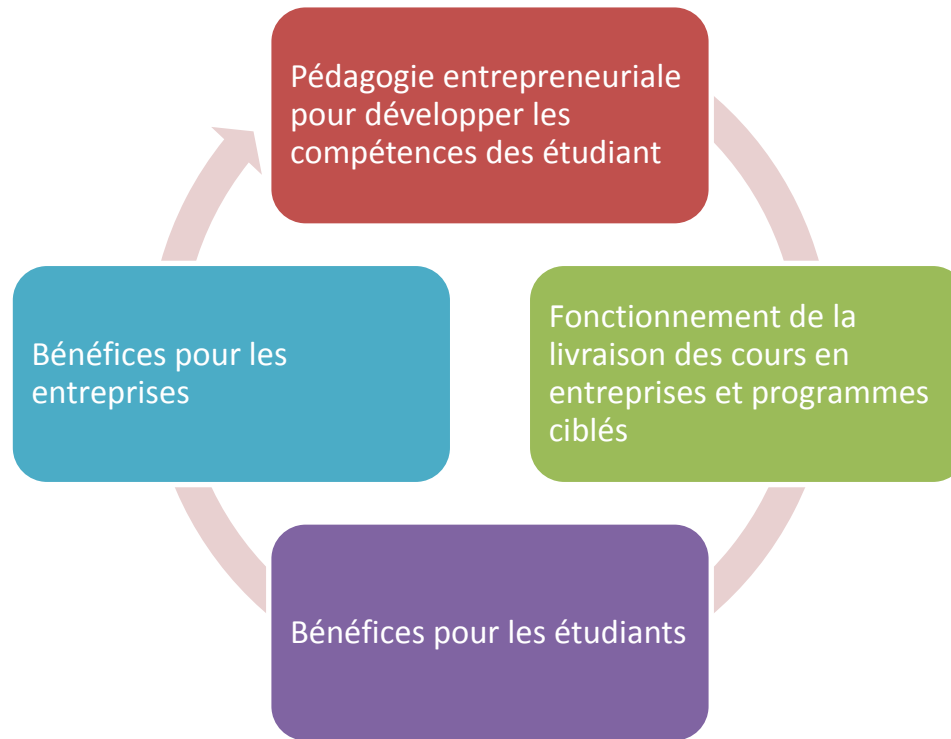 Pédagogie entrepreneuriale
pour développer les
compétences des étudiant
Fonctionnement de la
livraison des cours en
entreprises et programmes
ciblés
Bénéfices pour les étudiants
Bénéfices pour les
entreprises